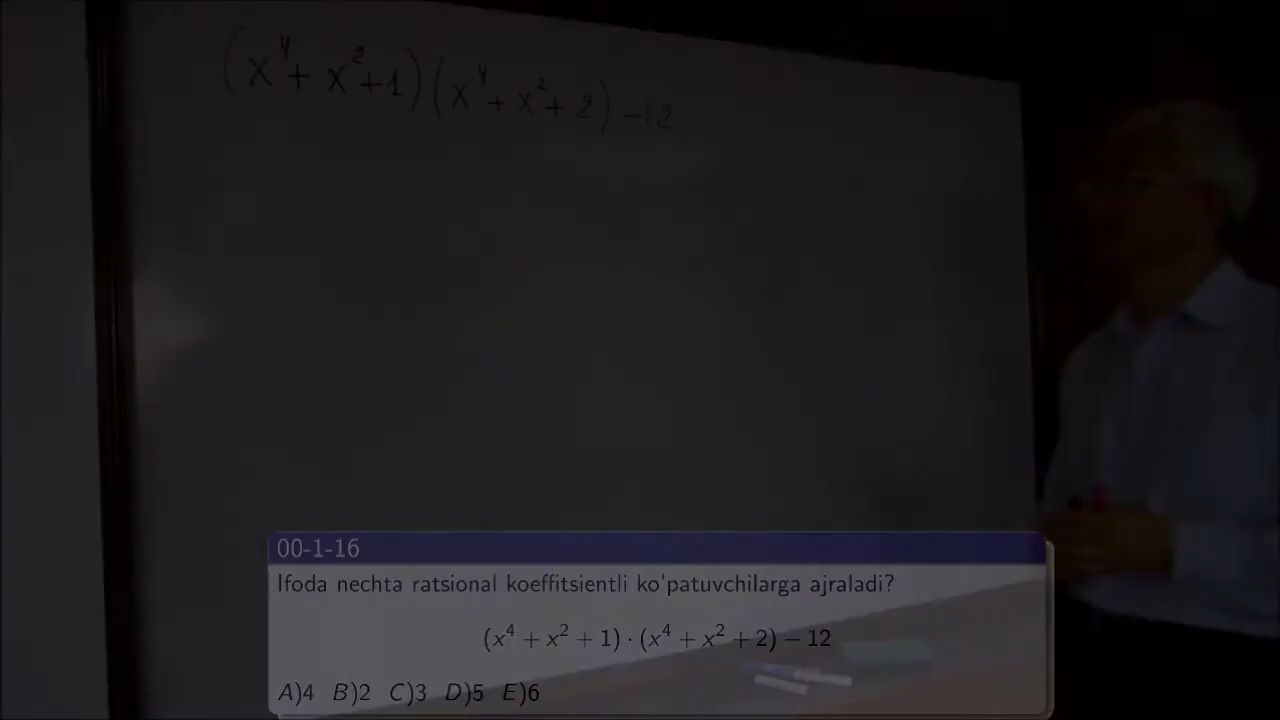 (x⁴ + x² + 1)(x⁴ + x² + 2) - 12
00-1-16
Ifoda nechta ratsional koeffitsientli ko'patuvchilarga ajraladi?
(x⁴ + x² + 1) · (x⁴ + x² + 2) − 12
A)4 B)2 C)3 D)5 E)6